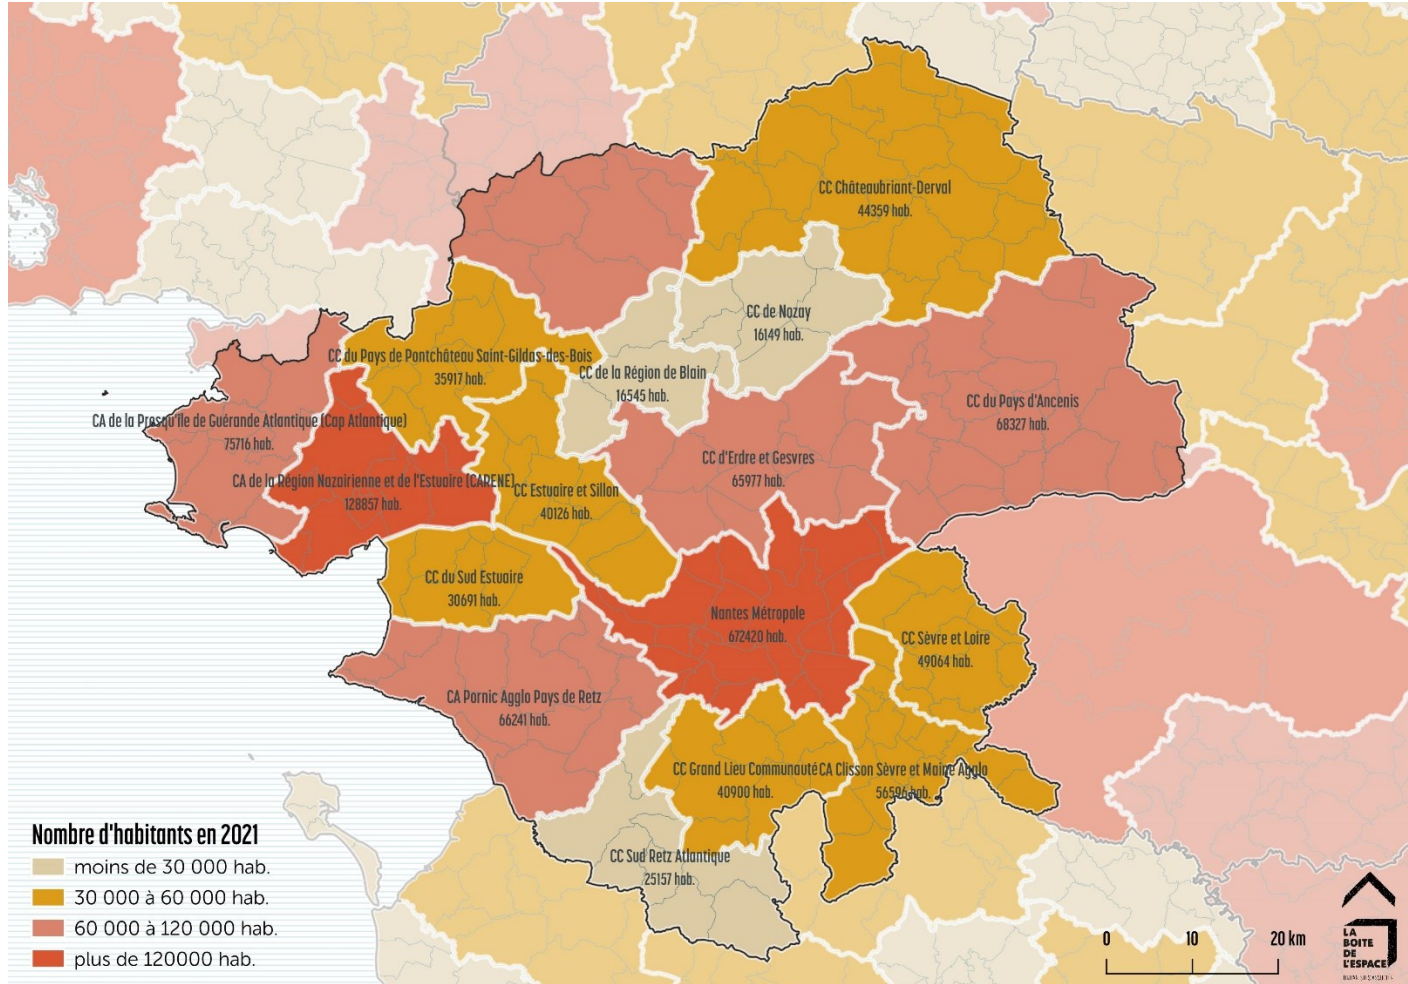 CC Châteaubriant-Derval
44359 hab.
CC de Nozay
16149 hab.
CC du Pays de Pontchâteau Saint-Gildas-des-Bois
35917 hab.
CC de la Région de Blain
16545 hab.
CC du Pays d'Ancenis
68327 hab.
CA de la Presqu'île de Guérande Atlantique (Cap Atlantique)
75716 hab.
CC d'Erdre et Gesvres
65977 hab.
CA de la Région Nazairienne et de l'Estuaire (CARENE)
128857 hab.
CC Estuaire et Sillon
40126 hab.
CC du Sud Estuaire
30691 hab.
Nantes Métropole
672420 hab.
CC Sèvre et Loire
49064 hab.
CA Pornic Agglo Pays de Retz
66241 hab.
CC Grand Lieu Communauté
40900 hab.
CA Clisson Sèvre et Maine Agglo
56596 hab.
CC Sud Retz Atlantique
25157 hab.
Nombre d'habitants en 2021
moins de 30 000 hab.
30 000 à 60 000 hab.
60 000 à 120 000 hab.
plus de 120000 hab.
0 10 20 km
LA
BOITE
DE
L'ESPACE